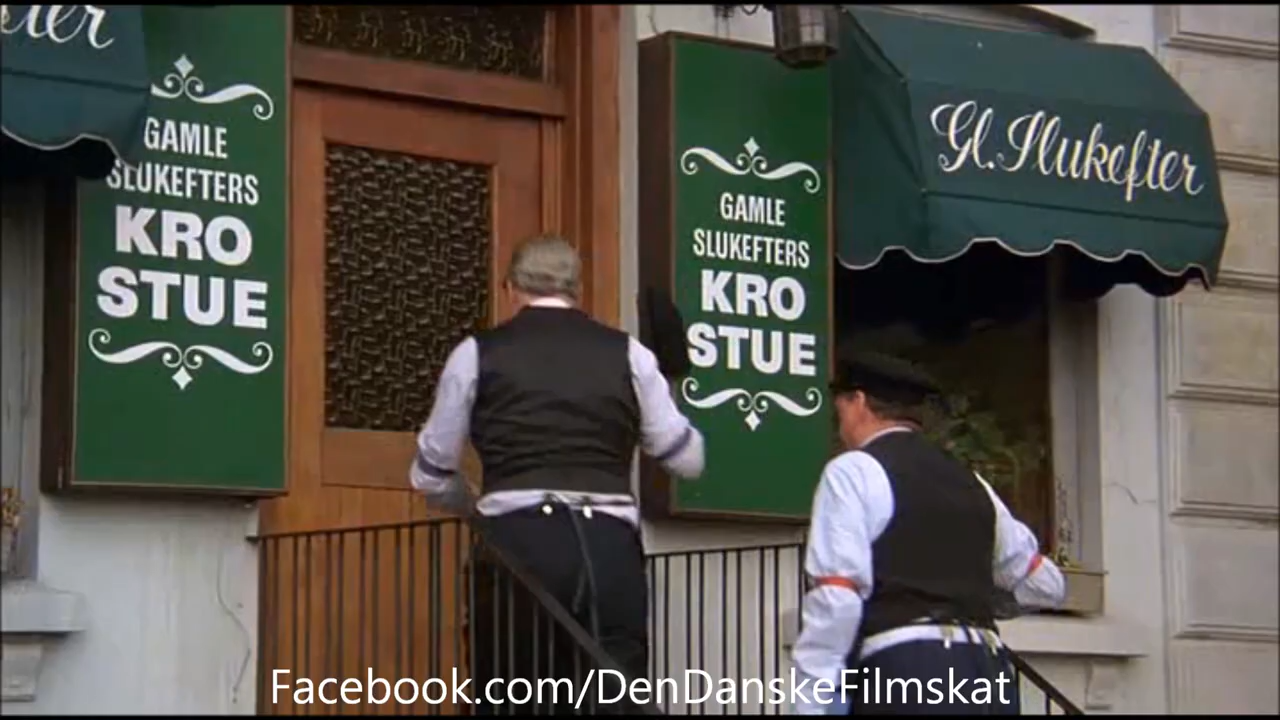 GAMLE
SLUKEFTERS
KRO
STUE
GAMLE
SLUKEFTERS
KRO
STUE
Gl. Slukefter
Facebook.com/DenDanskeFilmskat